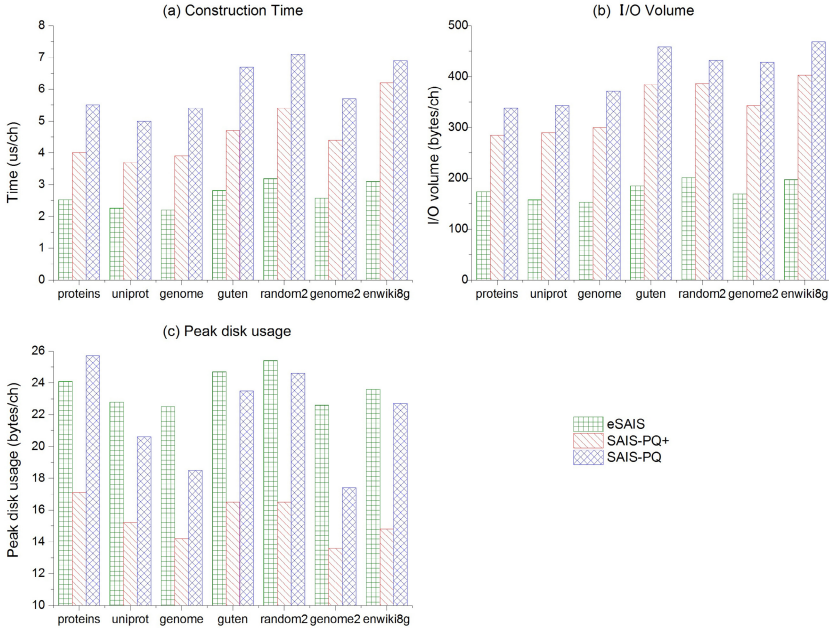 (a) Construction Time
Time (us/ch)
8
7
6
5
4
3
2
1
0
proteins uniprot genome guten random2 genome2 enwiki8g
(b) I/O Volume
I/O volume (bytes/ch)
500
400
300
200
100
0
proteins uniprot genome guten random2 genome2 enwiki8g
(c) Peak disk usage
Peak disk usage (bytes/ch)
26
24
22
20
18
16
14
12
10
proteins uniprot genome guten random2 genome2 enwiki8g
eSAIS
SAIS-PQ+
SAIS-PQ